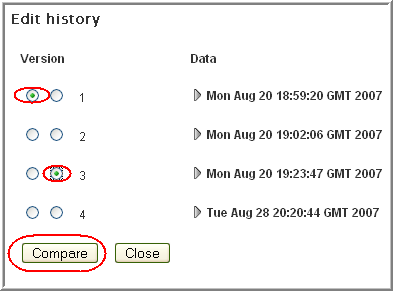 Edit history
Version Data
1 Mon Aug 20 18:59:20 GMT 2007
2 Mon Aug 20 19:02:06 GMT 2007
3 Mon Aug 20 19:23:47 GMT 2007
4 Tue Aug 28 20:20:44 GMT 2007
Compare Close